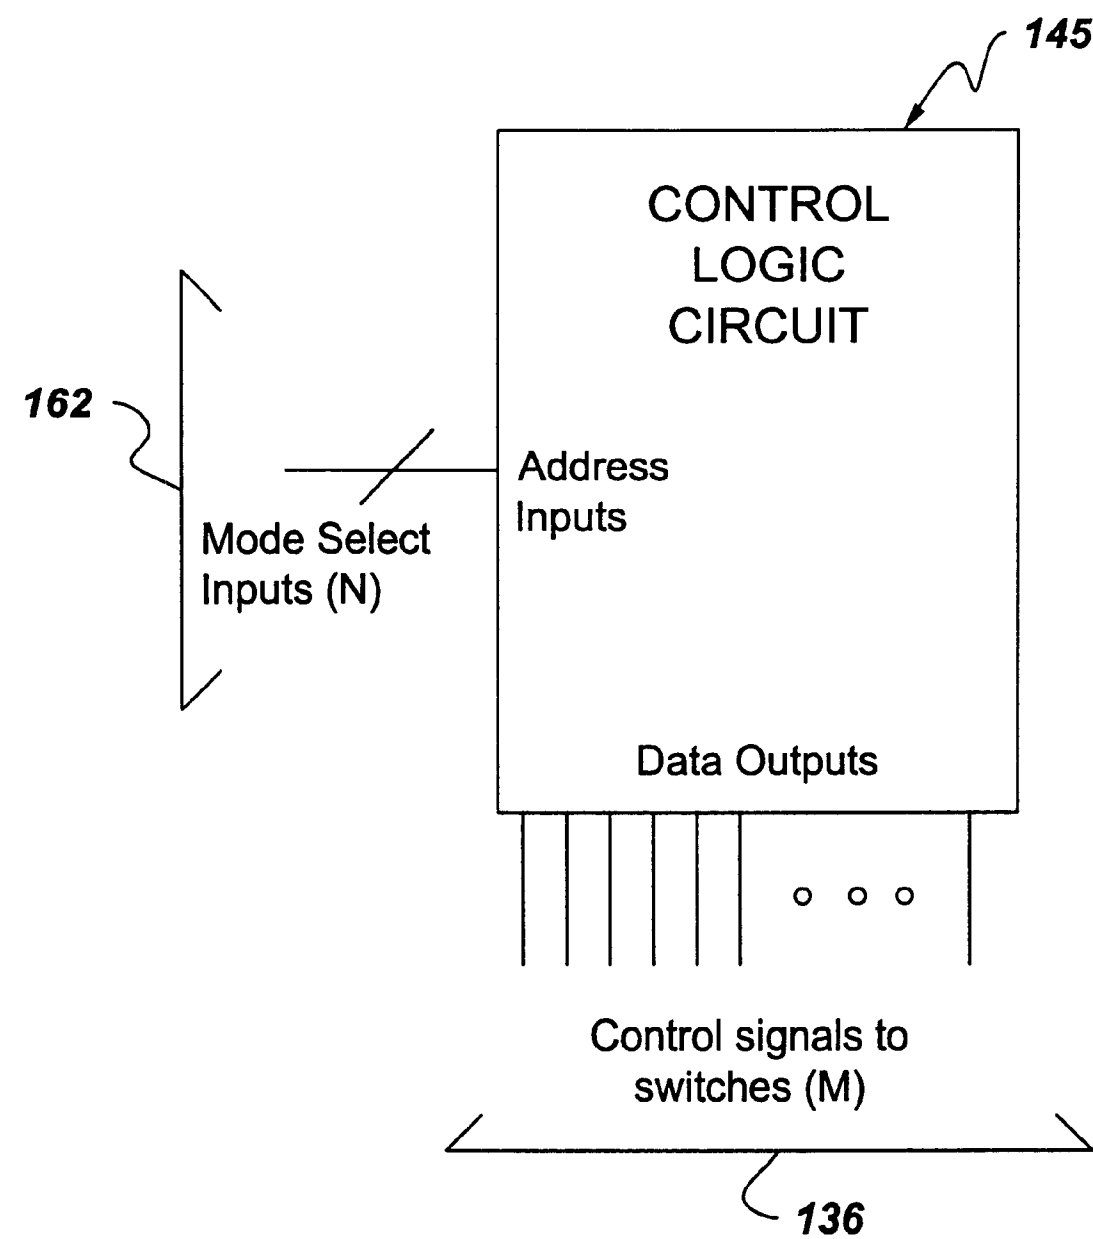 145
CONTROL
LOGIC
CIRCUIT
162
Address
Inputs
Mode Select
Inputs (N)
Data Outputs
Control signals to
switches (M)
136